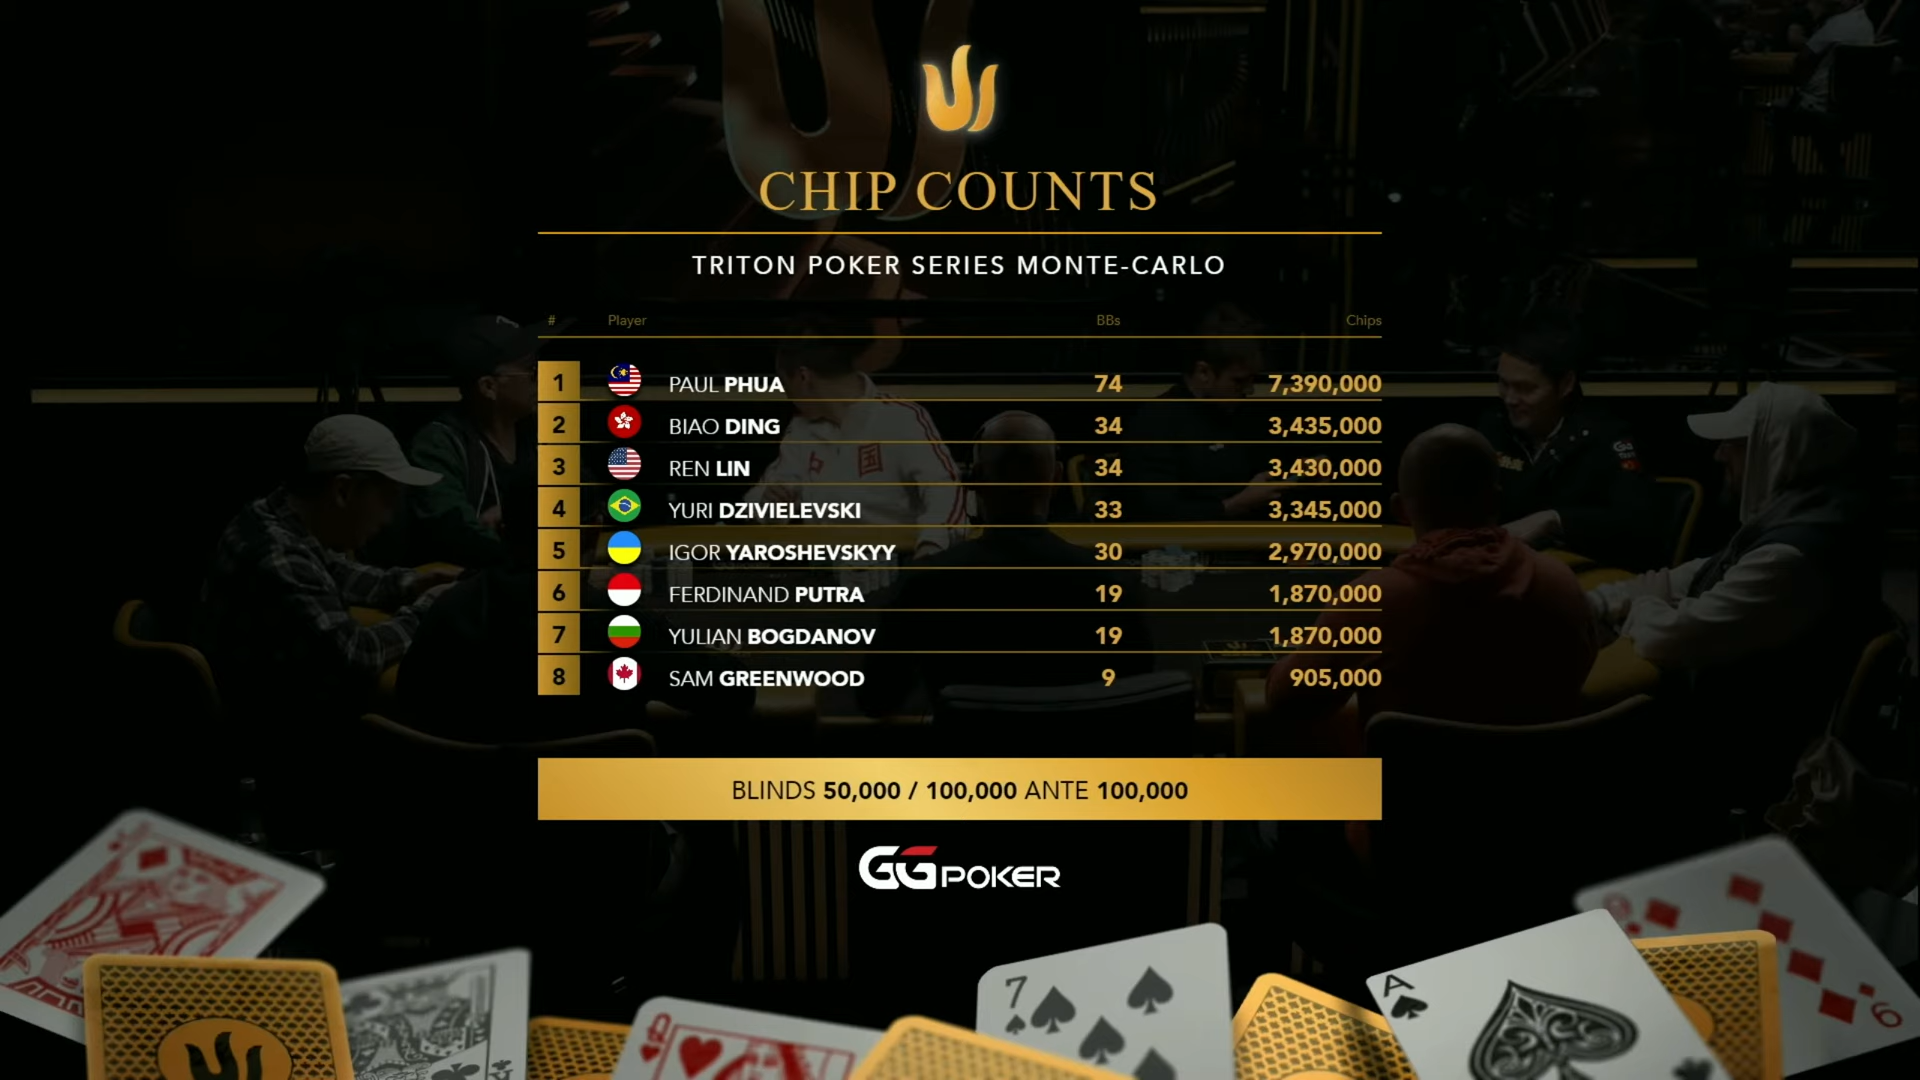 CHIP COUNTS
TRITON POKER SERIES MONTE-CARLO
# Player BBs Chips
1 PAUL PHUA 74 7,390,000
2 BIAO DING 34 3,435,000
3 REN LIN 34 3,430,000
4 YURI DZIVIELEVSKI 33 3,345,000
5 IGOR YAROSHEVSKYY 30 2,970,000
6 FERDINAND PUTRA 19 1,870,000
7 YULIAN BOGDANOV 19 1,870,000
8 SAM GREENWOOD 9 905,000
BLINDS 50,000 / 100,000 ANTE 100,000
GGPOKER
7
A
Q
9